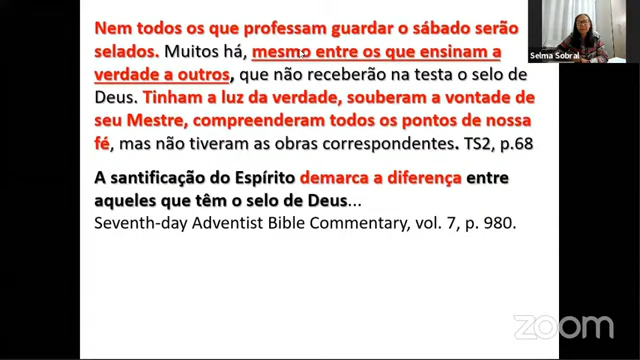 Nem todos os que professam guardar o sábado serão
selados. Muitos há, mesmo entre os que ensinam a
verdade a outros, que não receberão na testa o selo de
Deus. Tinham a luz da verdade, souberam a vontade de
seu Mestre, compreenderam todos os pontos de nossa
fé, mas não tiveram as obras correspondentes. TS2, p.68
A santificação do Espírito demarca a diferença entre
aqueles que têm o selo de Deus...
Seventh-day Adventist Bible Commentary, vol. 7, p. 980.
Selma Sobral
zoom